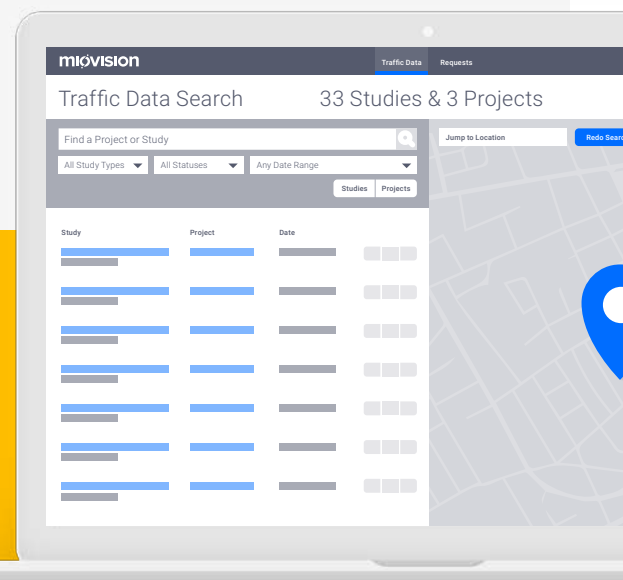 miovision
Traffic Data
Requests
Traffic Data Search
33 Studies & 3 Projects
Find a Project or Study
Jump to Location
Redo Sear
All Study Types
All Statuses
Any Date Range
Studies
Projects
Study
Project
Date